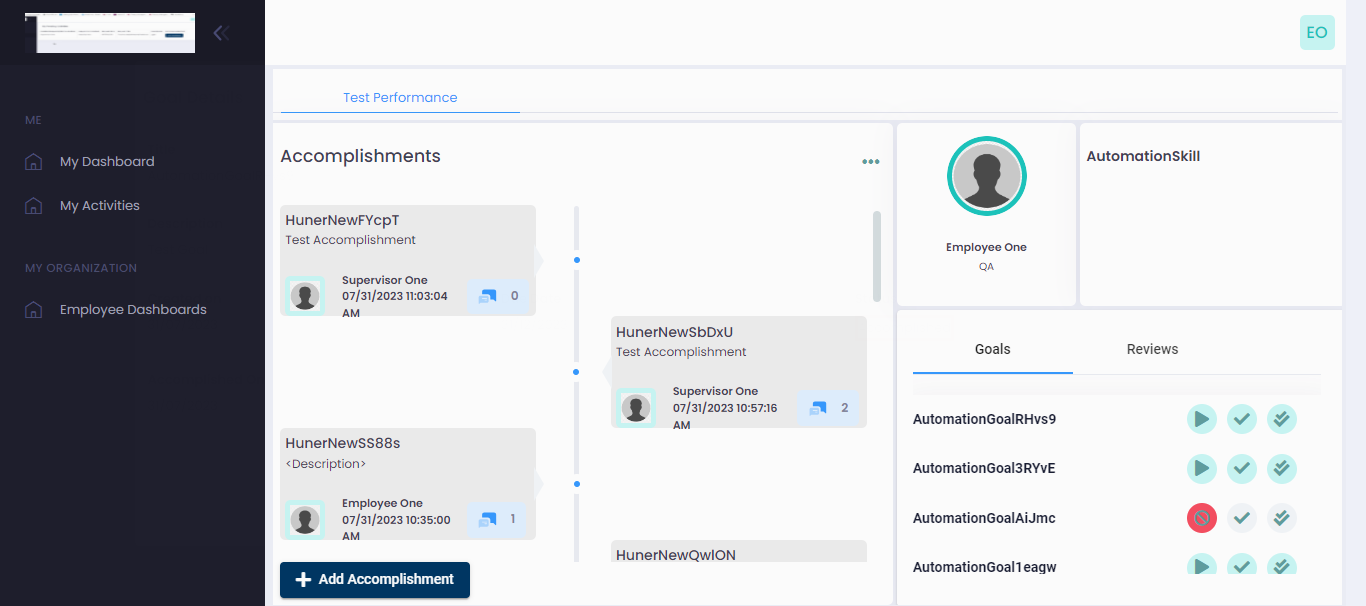 EO
ME
My Dashboard
My Activities
MY ORGANIZATION
Employee Dashboards
Test Performance
Accomplishments
HunerNewFYcpT
Test Accomplishment
Supervisor One
07/31/2023 11:03:04
AM
0
HunerNewSbDxU
Test Accomplishment
Supervisor One
07/31/2023 10:57:16
AM
2
HunerNewSS88s
<Description>
Employee One
07/31/2023 10:35:00
AM
1
HunerNewQwlON
Add Accomplishment
Employee One
QA
AutomationSkill
Goals
Reviews
AutomationGoalRHvs9
AutomationGoal3RYvE
AutomationGoalAiJmc
AutomationGoal1eagw